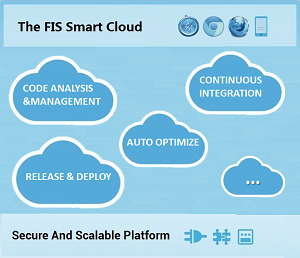 The FIS Smart Cloud
CODE ANALYSIS
&MANAGEMENT
CONTINUOUS
INTEGRATION
AUTO OPTIMIZE
RELEASE & DEPLOY
...
Secure And Scalable Platform